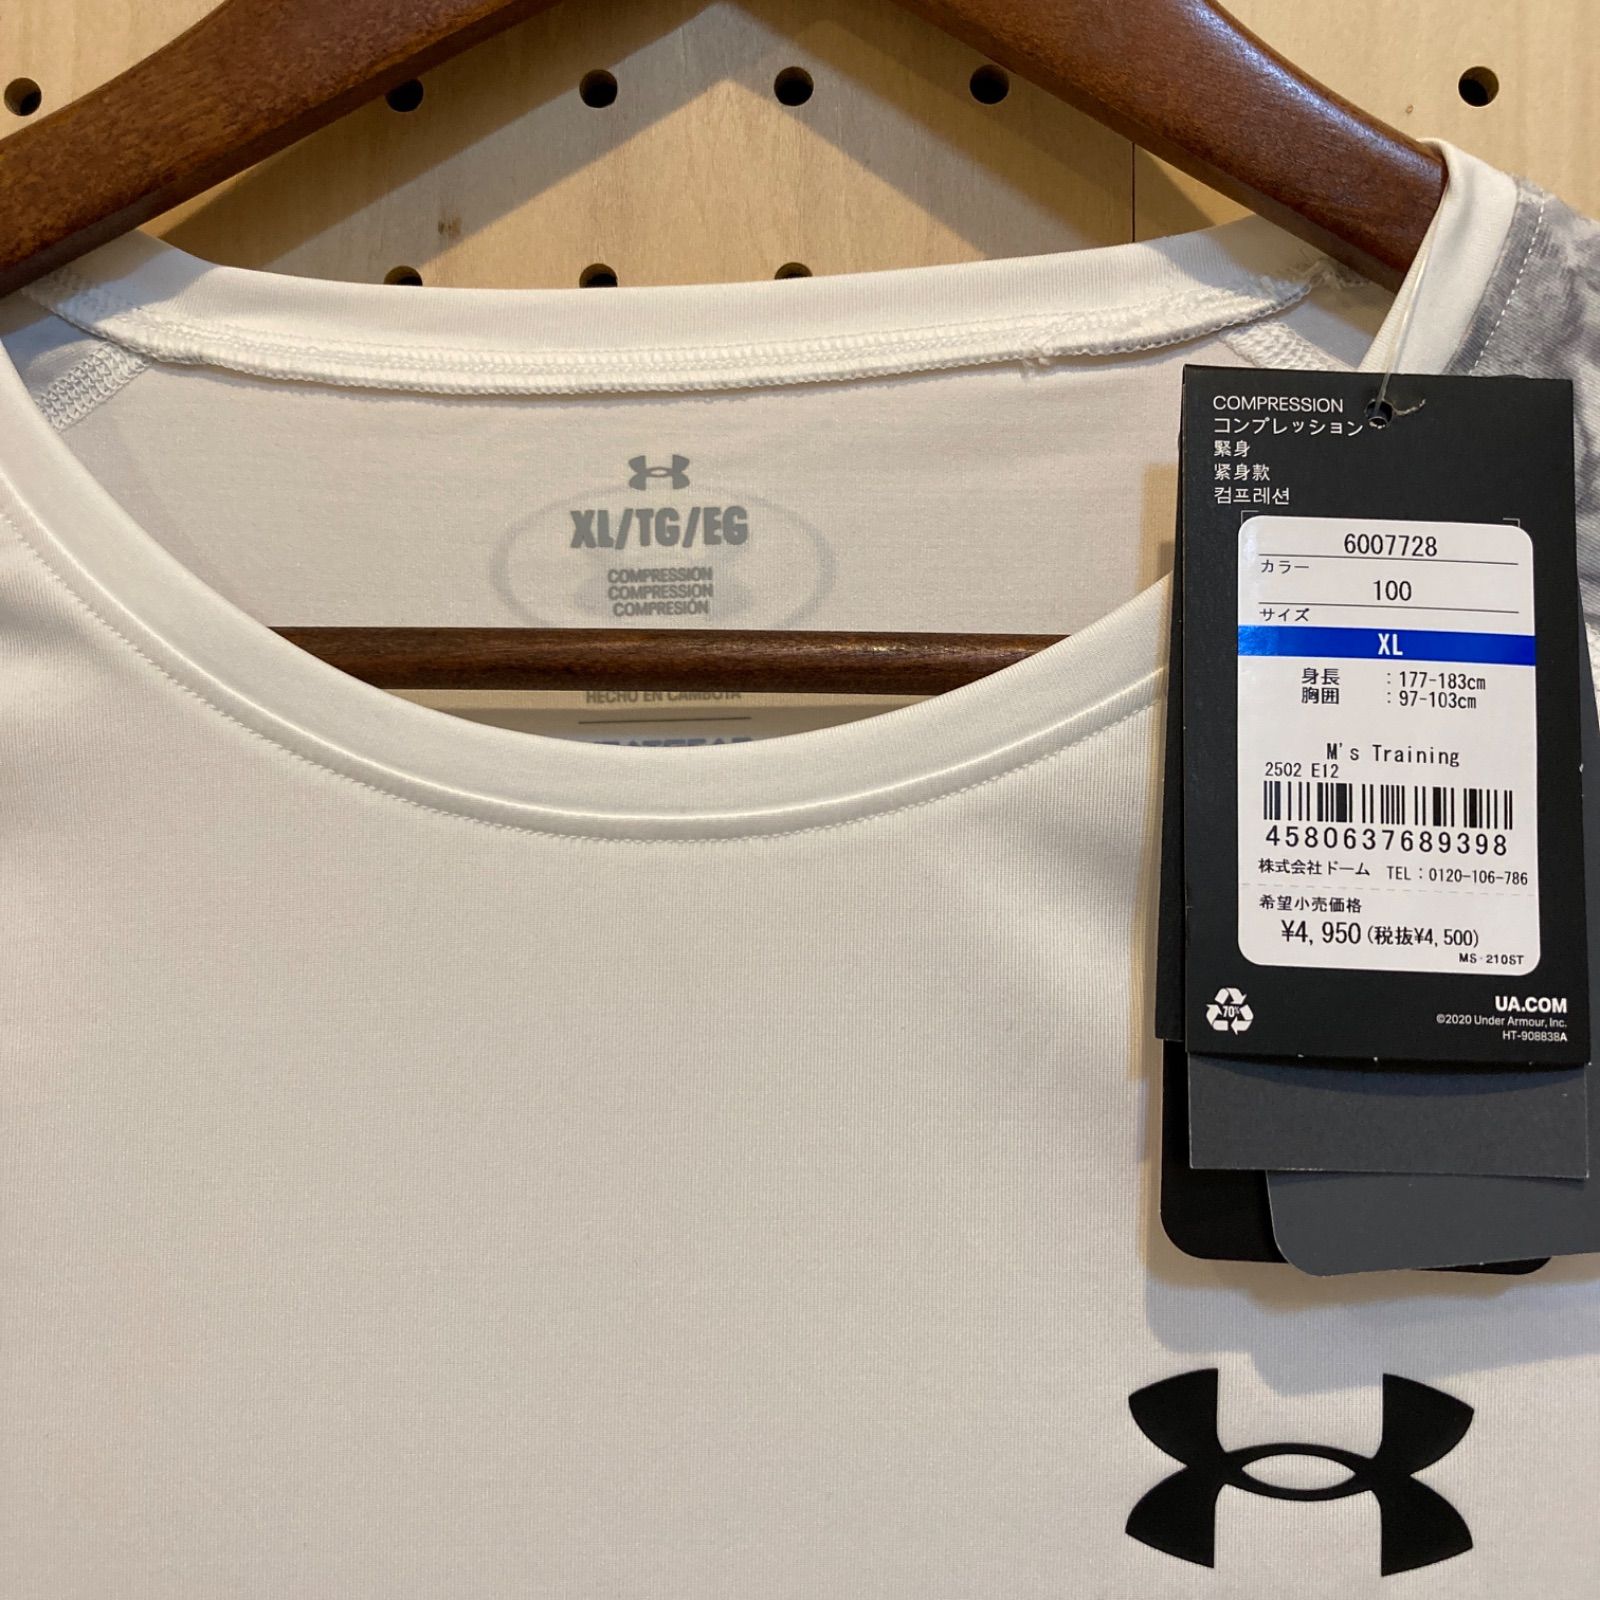 XL/TG/EG
COMPRESSION
COMPRESSION
COMPRESIÓN
HECHO EN CAMBOYA
COMPRESSION
コンプレッション
緊身
紧身款
컴프레션
6007728
カラー
100
サイズ
XL
身長 : 177-183cm
胸囲 : 97-103cm
M's Training
2502 E12
4580637689398
株式会社ドーム TEL : 0120-106-786
希望小売価格
¥4,950 (税抜¥4,500)
MS-210ST
70%
UA.COM
©2020 Under Armour, Inc.
HT-908838A